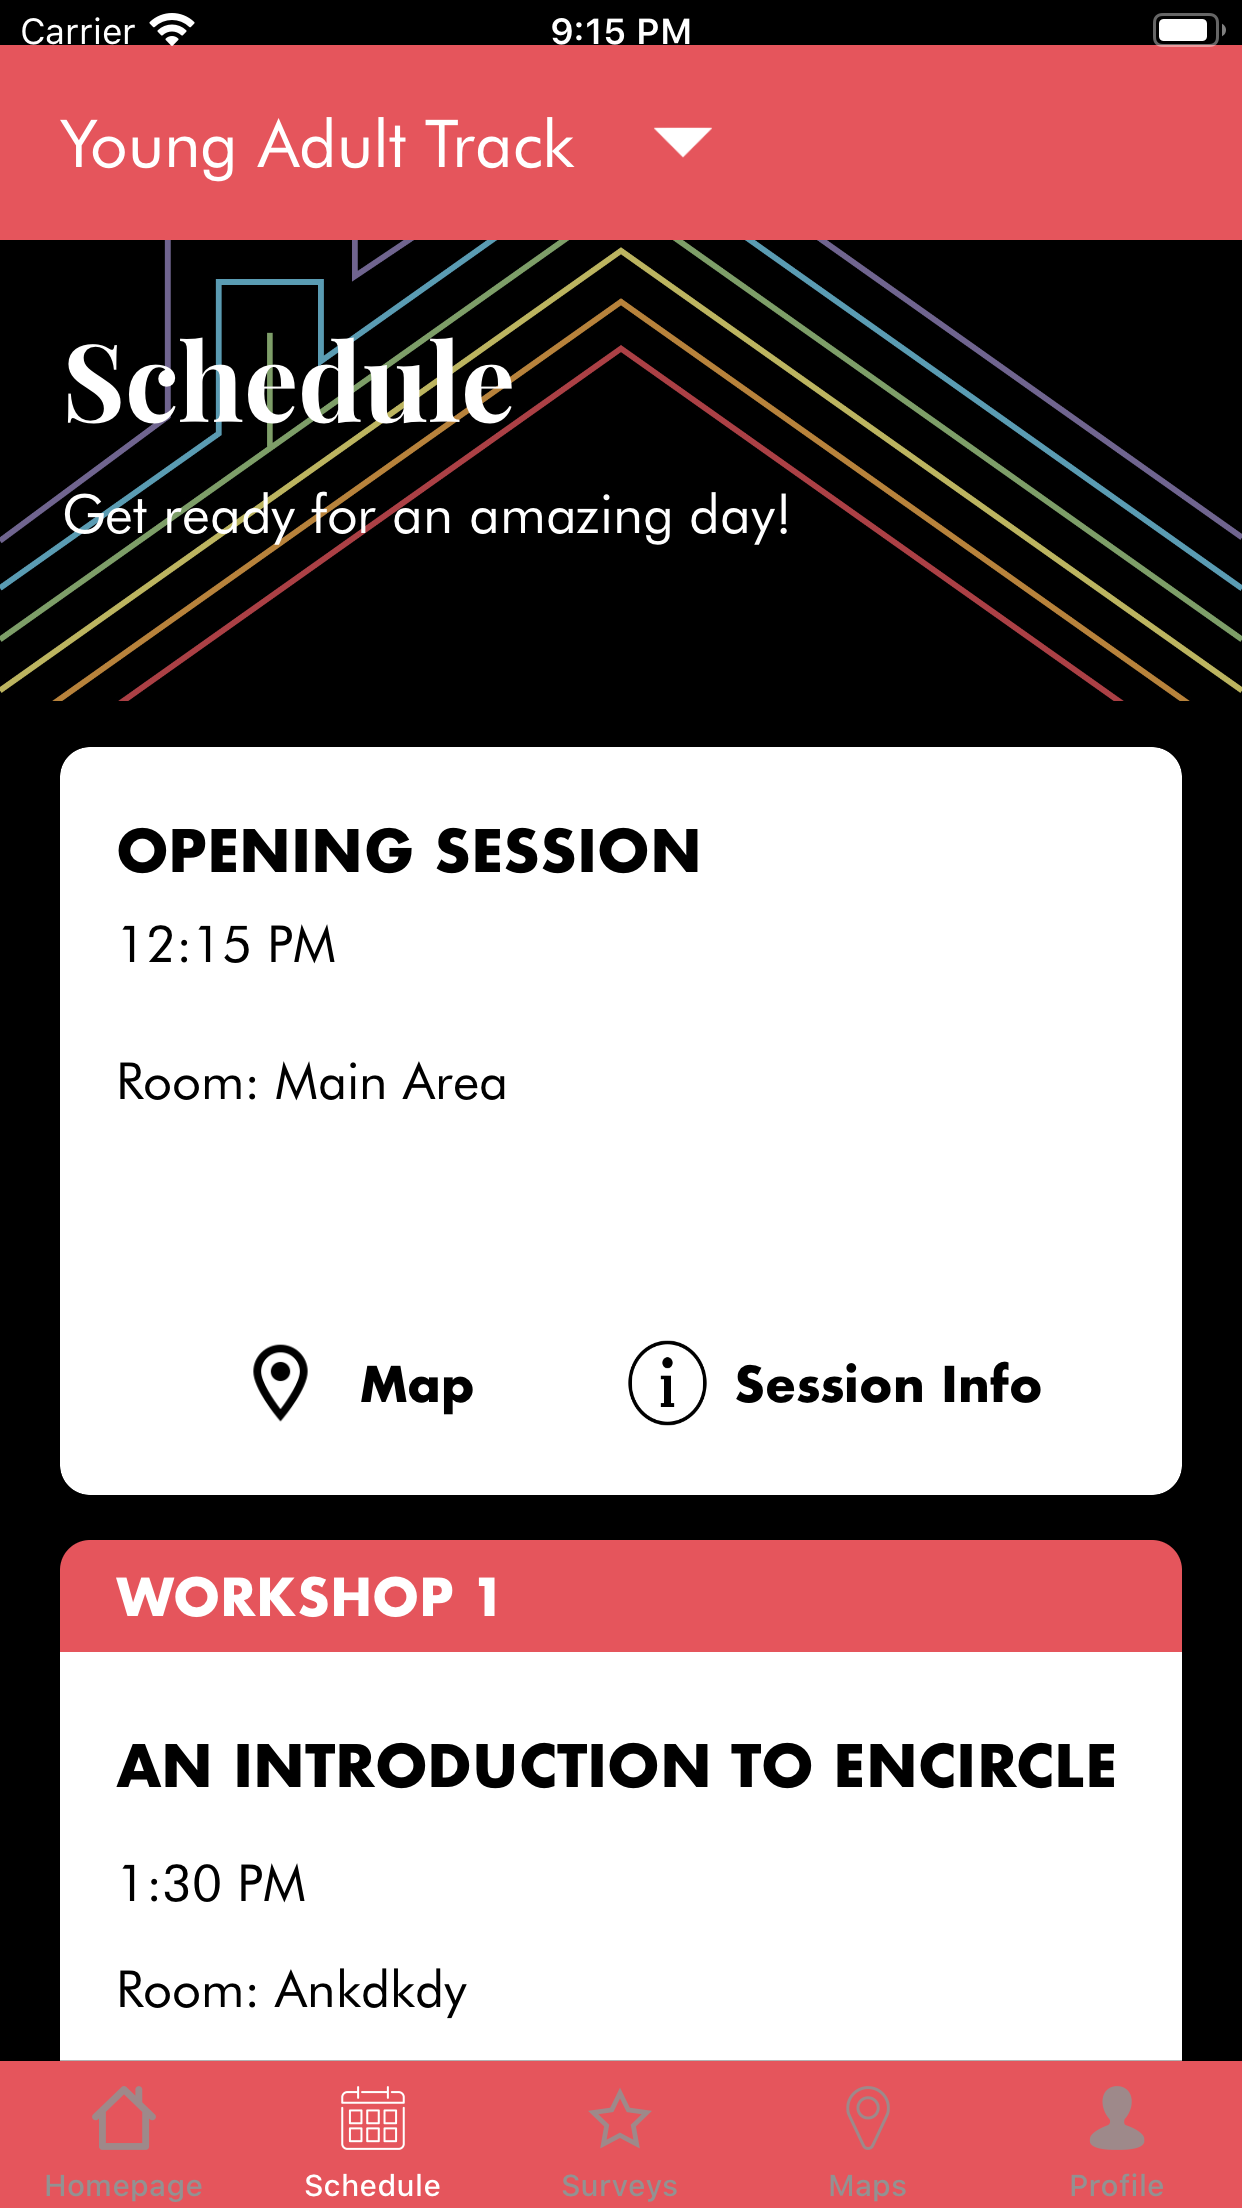 Carrier 9:15 PM
Young Adult Track
Schedule
Get ready for an amazing day!
OPENING SESSION
12:15 PM
Room: Main Area
Map Session Info
WORKSHOP 1
AN INTRODUCTION TO ENCIRCLE
1:30 PM
Room: Ankdkdy
Homepage Schedule Surveys Maps Profile